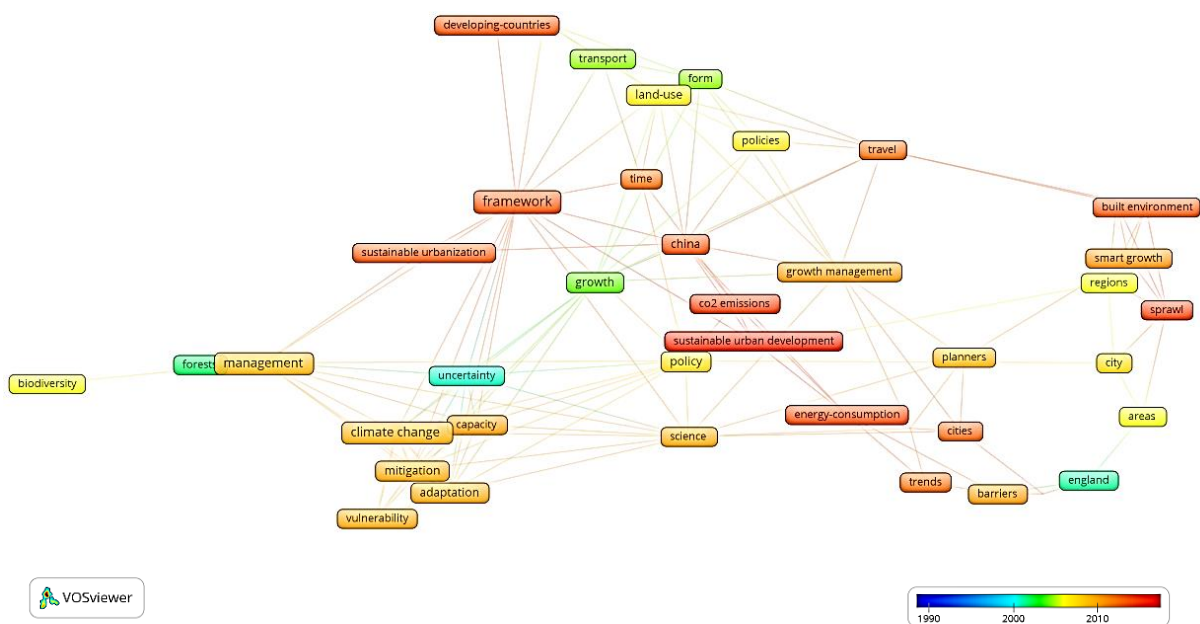 developing-countries
transport
form
land-use
policies
travel
time
framework
built environment
china
sustainable urbanization
smart growth
growth management
growth
regions
co2 emissions
sprawl
sustainable urban development
policy
planners
city
forests
management
uncertainty
biodiversity
energy-consumption
areas
capacity
climate change
science
cities
mitigation
england
trends
adaptation
barriers
vulnerability
VOSviewer
1990 2000 2010